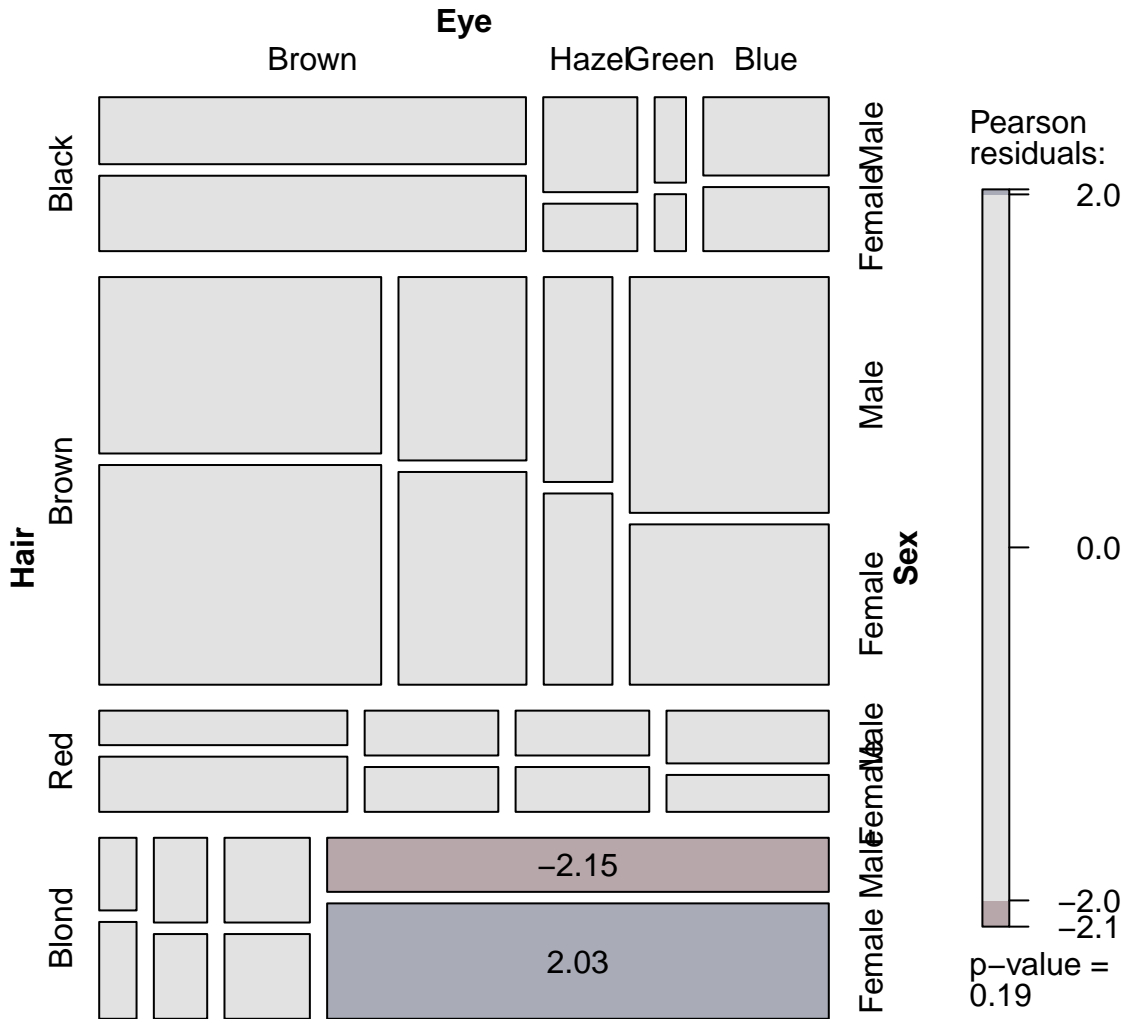 Eye
Brown Hazel Green Blue
Hair
Black
Brown
Red
Blond
Male
Female
Male
Female
Male
Female
Male
Female
Sex
−2.15
2.03
Pearson
residuals:
2.0
0.0
−2.0
−2.1
p−value =
0.19